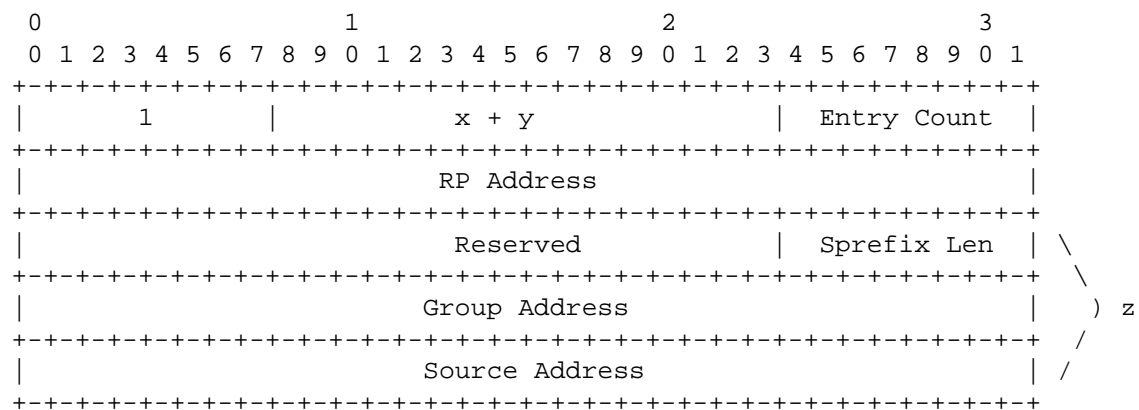 0                   1                   2                   3
 0 1 2 3 4 5 6 7 8 9 0 1 2 3 4 5 6 7 8 9 0 1 2 3 4 5 6 7 8 9 0 1
+-+-+-+-+-+-+-+-+-+-+-+-+-+-+-+-+-+-+-+-+-+-+-+-+-+-+-+-+-+-+-+-+
|       1       |           x + y               |  Entry Count  |
+-+-+-+-+-+-+-+-+-+-+-+-+-+-+-+-+-+-+-+-+-+-+-+-+-+-+-+-+-+-+-+-+
|                          RP Address                           |
+-+-+-+-+-+-+-+-+-+-+-+-+-+-+-+-+-+-+-+-+-+-+-+-+-+-+-+-+-+-+-+-+
|                           Reserved            |  Sprefix Len  | \
+-+-+-+-+-+-+-+-+-+-+-+-+-+-+-+-+-+-+-+-+-+-+-+-+-+-+-+-+-+-+-+-+  \
|                         Group Address                         |   ) z
+-+-+-+-+-+-+-+-+-+-+-+-+-+-+-+-+-+-+-+-+-+-+-+-+-+-+-+-+-+-+-+-+  /
|                         Source Address                        | /
+-+-+-+-+-+-+-+-+-+-+-+-+-+-+-+-+-+-+-+-+-+-+-+-+-+-+-+-+-+-+-+-+